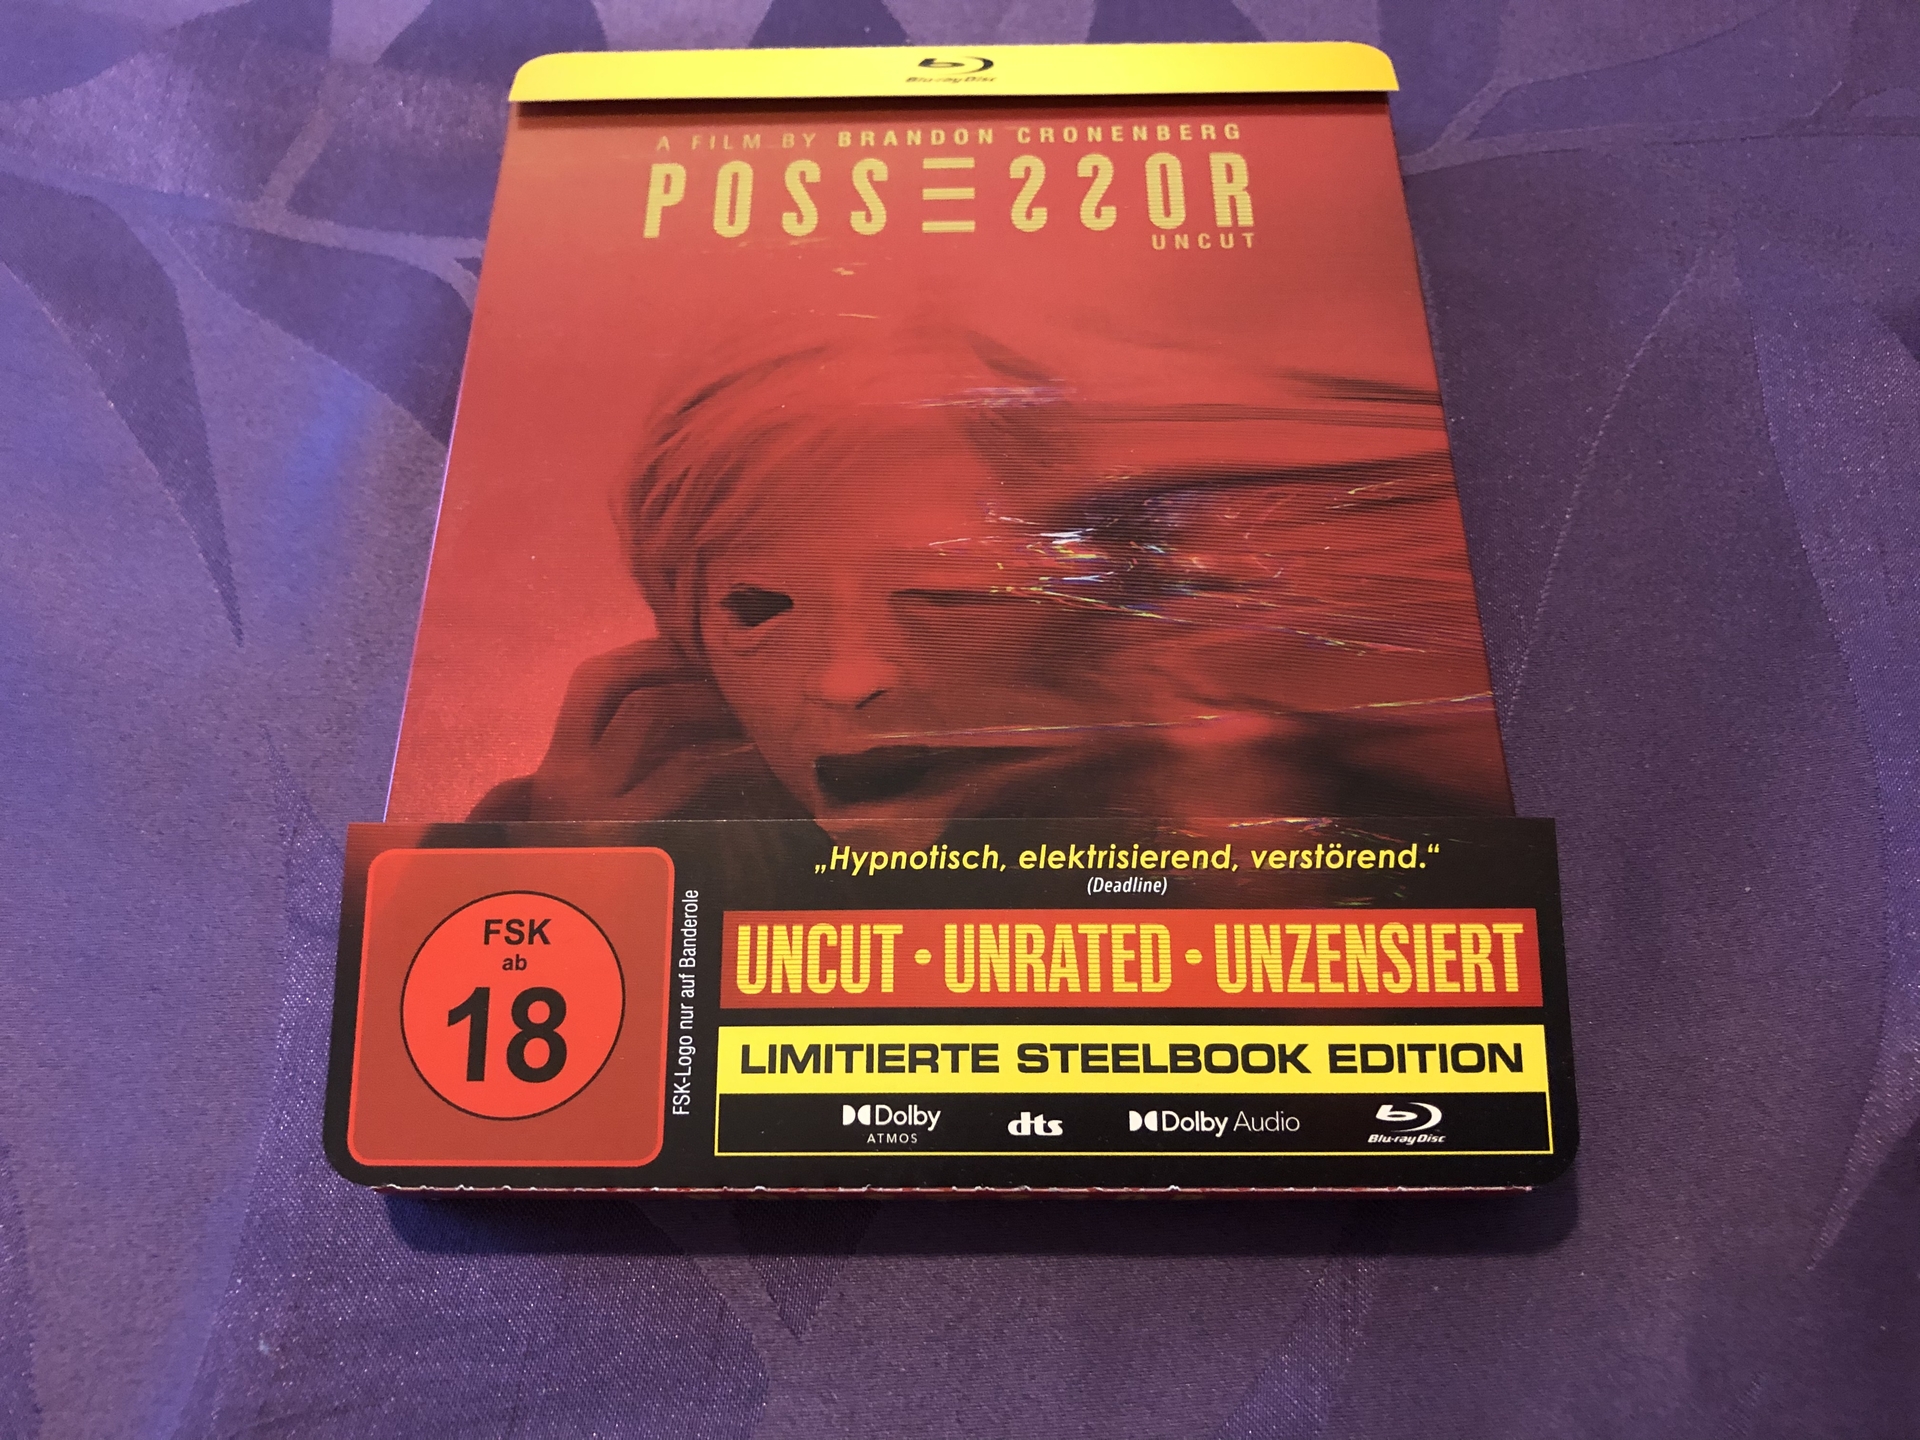 Blu-ray Disc
A FILM BY BRANDON CRONENBERG
POSSESSOR
UNCUT
„Hypnotisch, elektrisierend, verstörend.“
(Deadline)
FSK
ab
18
FSK-Logo nur auf Banderole
UNCUT • UNRATED • UNZENSIERT
LIMITIERTE STEELBOOK EDITION
Dolby ATMOS dts Dolby Audio Blu-ray Disc